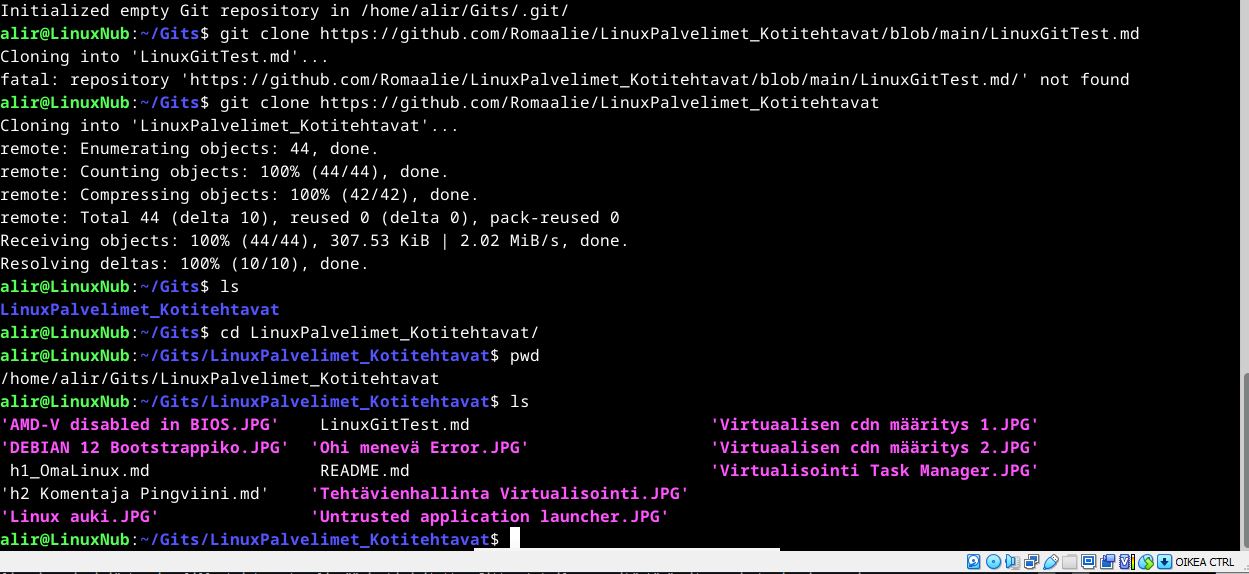 Initialized empty Git repository in /home/alir/Gits/.git/
alir@LinuxNub:~/Gits$ git clone https://github.com/Romaalie/LinuxPalvelimet_Kotitehtavat/blob/main/LinuxGitTest.md
Cloning into 'LinuxGitTest.md'...
fatal: repository 'https://github.com/Romaalie/LinuxPalvelimet_Kotitehtavat/blob/main/LinuxGitTest.md/' not found
alir@LinuxNub:~/Gits$ git clone https://github.com/Romaalie/LinuxPalvelimet_Kotitehtavat
Cloning into 'LinuxPalvelimet_Kotitehtavat'...
remote: Enumerating objects: 44, done.
remote: Counting objects: 100% (44/44), done.
remote: Compressing objects: 100% (42/42), done.
remote: Total 44 (delta 10), reused 0 (delta 0), pack-reused 0
Receiving objects: 100% (44/44), 307.53 KiB | 2.02 MiB/s, done.
Resolving deltas: 100% (10/10), done.
alir@LinuxNub:~/Gits$ ls
LinuxPalvelimet_Kotitehtavat
alir@LinuxNub:~/Gits$ cd LinuxPalvelimet_Kotitehtavat/
alir@LinuxNub:~/Gits/LinuxPalvelimet_Kotitehtavat$ pwd
/home/alir/Gits/LinuxPalvelimet_Kotitehtavat
alir@LinuxNub:~/Gits/LinuxPalvelimet_Kotitehtavat$ ls
'AMD-V disabled in BIOS.JPG' LinuxGitTest.md 'Virtuaalisen cdn määritys 1.JPG'
'DEBIAN 12 Bootstrappiko.JPG' 'Ohi menevä Error.JPG' 'Virtuaalisen cdn määritys 2.JPG'
h1_OmaLinux.md README.md 'Virtualisointi Task Manager.JPG'
'h2 Komentaja Pingviini.md' 'Tehtävienhallinta Virtualisointi.JPG'
'Linux auki.JPG' 'Untrusted application launcher.JPG'
alir@LinuxNub:~/Gits/LinuxPalvelimet_Kotitehtavat$
OIKEA CTRL